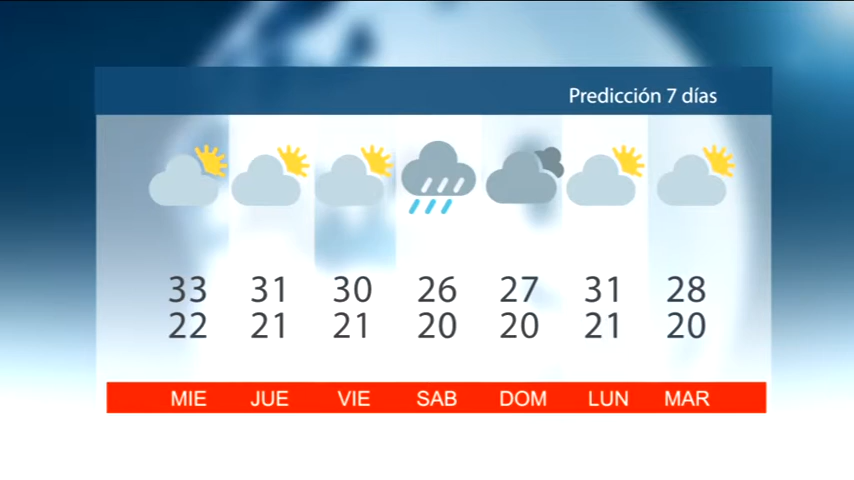 Predicción 7 días
33 31 30 26 27 31 28
22 21 21 20 20 21 20
MIE JUE VIE SAB DOM LUN MAR